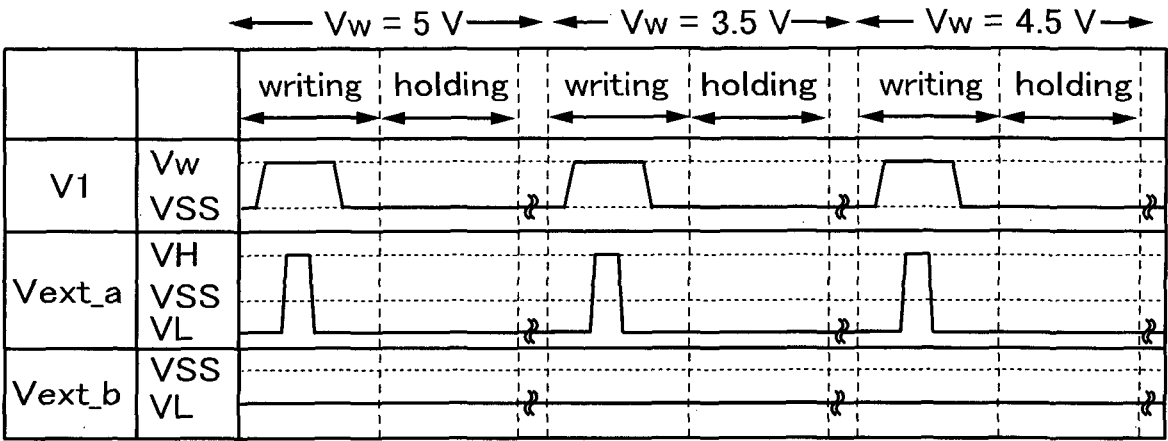 Vw = 5 V Vw = 3.5 V Vw = 4.5 V
writing holding writing holding writing holding
V1 Vw
VSS
VH
Vext_a VSS
VL
VSS
Vext_b VL